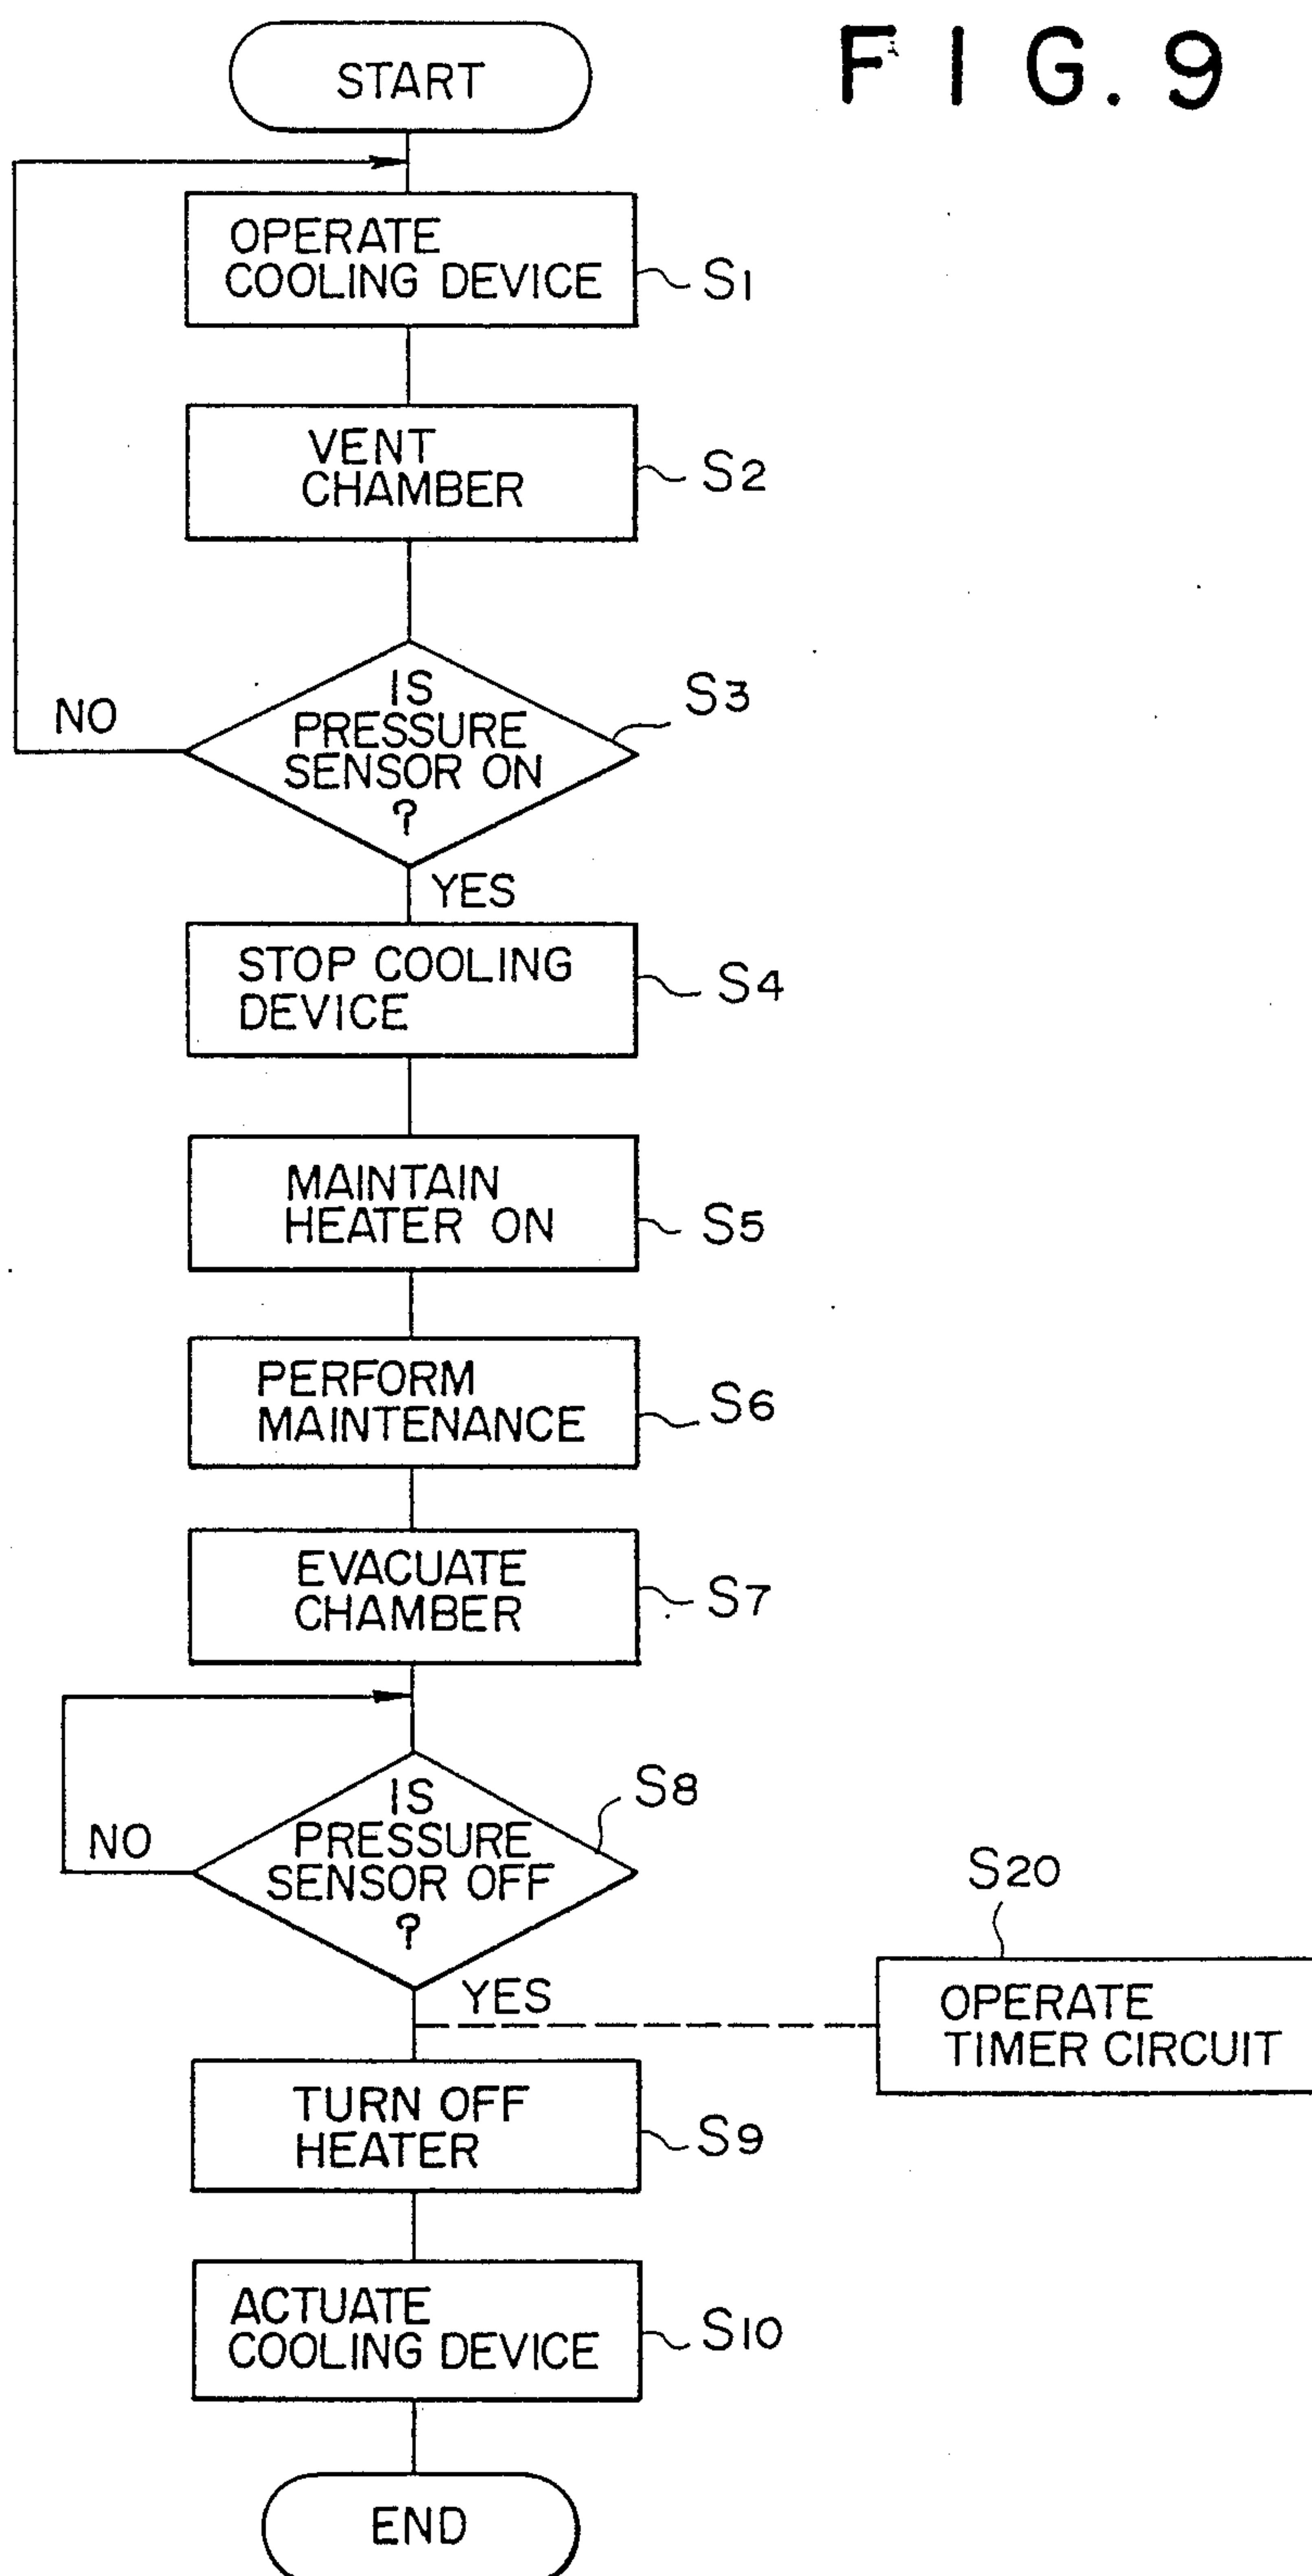 FIG. 9
START
OPERATE
COOLING DEVICE
S1
VENT
CHAMBER
S2
IS
PRESSURE
SENSOR ON
?
S3
NO
YES
STOP COOLING
DEVICE
S4
MAINTAIN
HEATER ON
S5
PERFORM
MAINTENANCE
S6
EVACUATE
CHAMBER
S7
IS
PRESSURE
SENSOR OFF
?
S8
NO
YES
S20
OPERATE
TIMER CIRCUIT
TURN OFF
HEATER
S9
ACTUATE
COOLING DEVICE
S10
END